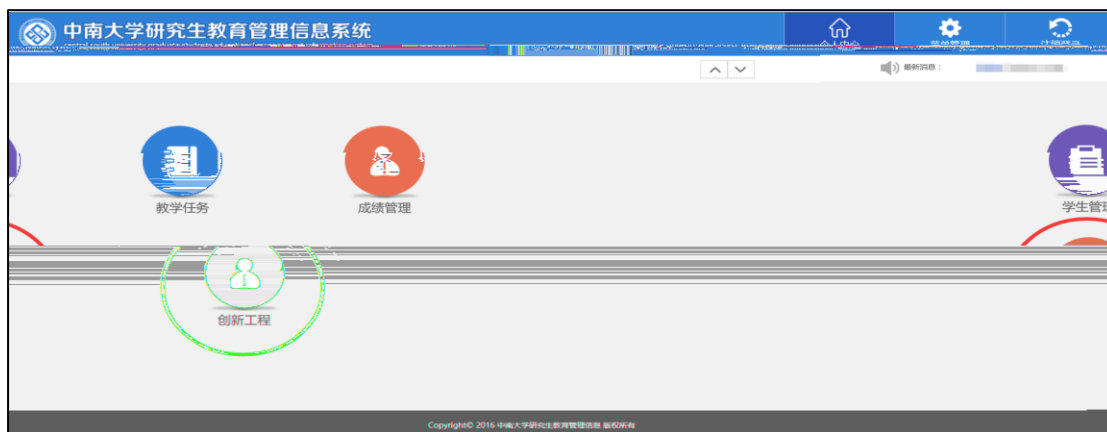 中南大学研究生教育管理信息系统
最新消息：
教学任务
成绩管理
学生管理
创新工程
Copyright© 2016 中南大学研究生教育管理信息 版权所有